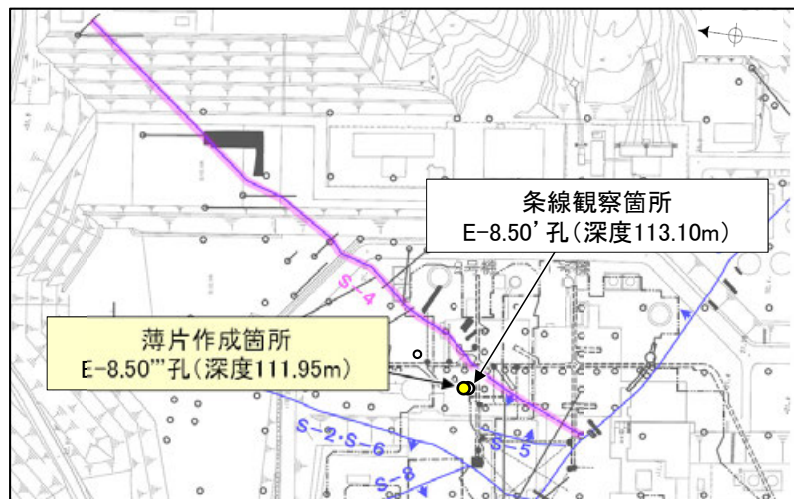 条線観察箇所
E-8.50’孔(深度113.10m)
S-4
薄片作成箇所
E-8.50’’’孔(深度111.95m)
S-2・S-6
S-5
S-8